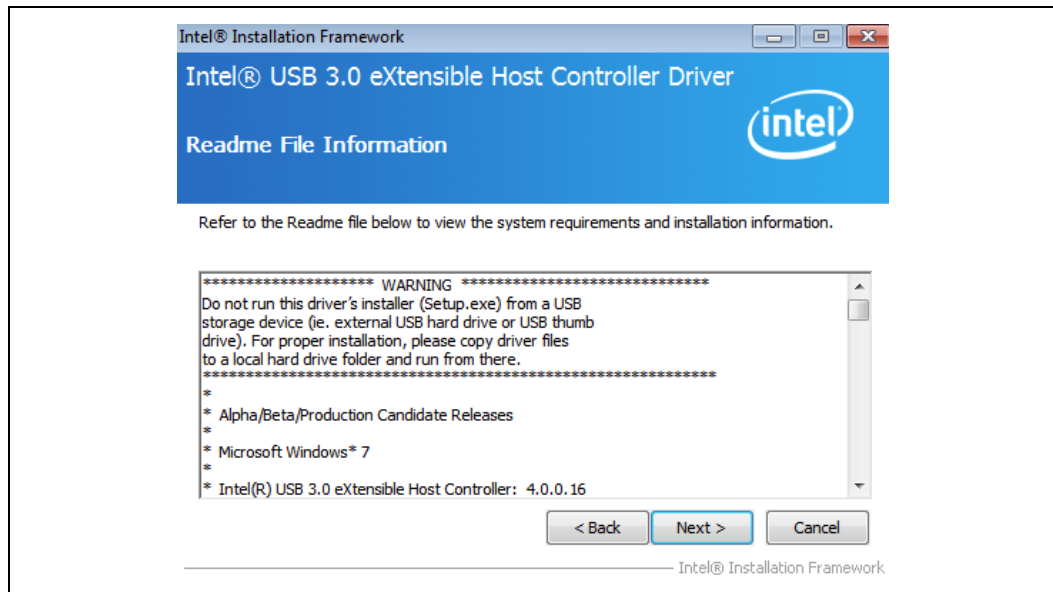 Intel® Installation Framework
Intel® USB 3.0 eXtensible Host Controller Driver
intel
Readme File Information
Refer to the Readme file below to view the system requirements and installation information.
******************** WARNING *****************************
Do not run this driver's installer (Setup.exe) from a USB
storage device (ie. external USB hard drive or USB thumb
drive). For proper installation, please copy driver files
to a local hard drive folder and run from there.
************************************************************
*
* Alpha/Beta/Production Candidate Releases
*
* Microsoft Windows* 7
*
* Intel(R) USB 3.0 eXtensible Host Controller: 4.0.0.16
< Back Next > Cancel
Intel® Installation Framework